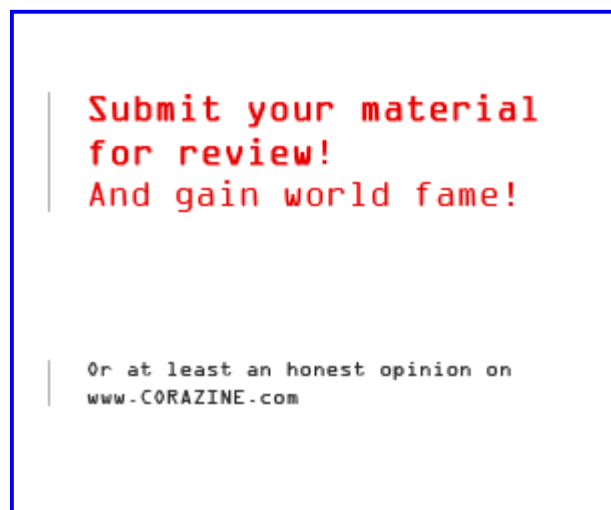 Submit your material
for review!
And gain world fame!
Or at least an honest opinion on
www.CORAZINE.com